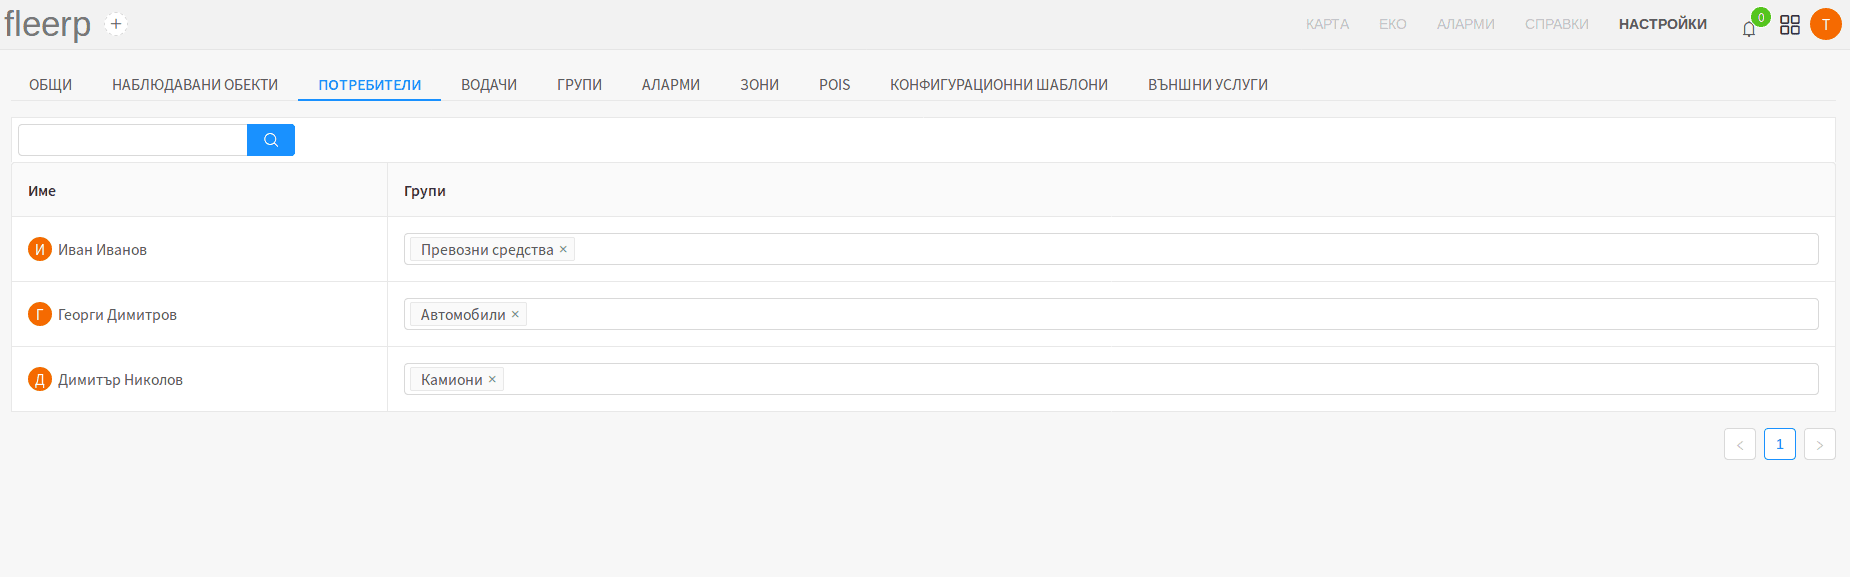 fleerp + КАРТА ЕКО АЛАРМИ СПРАВКИ НАСТРОЙКИ 0 T
ОБЩИ НАБЛЮДАВАНИ ОБЕКТИ ПОТРЕБИТЕЛИ ВОДАЧИ ГРУПИ АЛАРМИ ЗОНИ POIS КОНФИГУРАЦИОННИ ШАБЛОНИ ВЪНШНИ УСЛУГИ
Име Групи
И Иван Иванов Превозни средства ×
Г Георги Димитров Автомобили ×
Д Димитър Николов Камиони ×
< 1 >